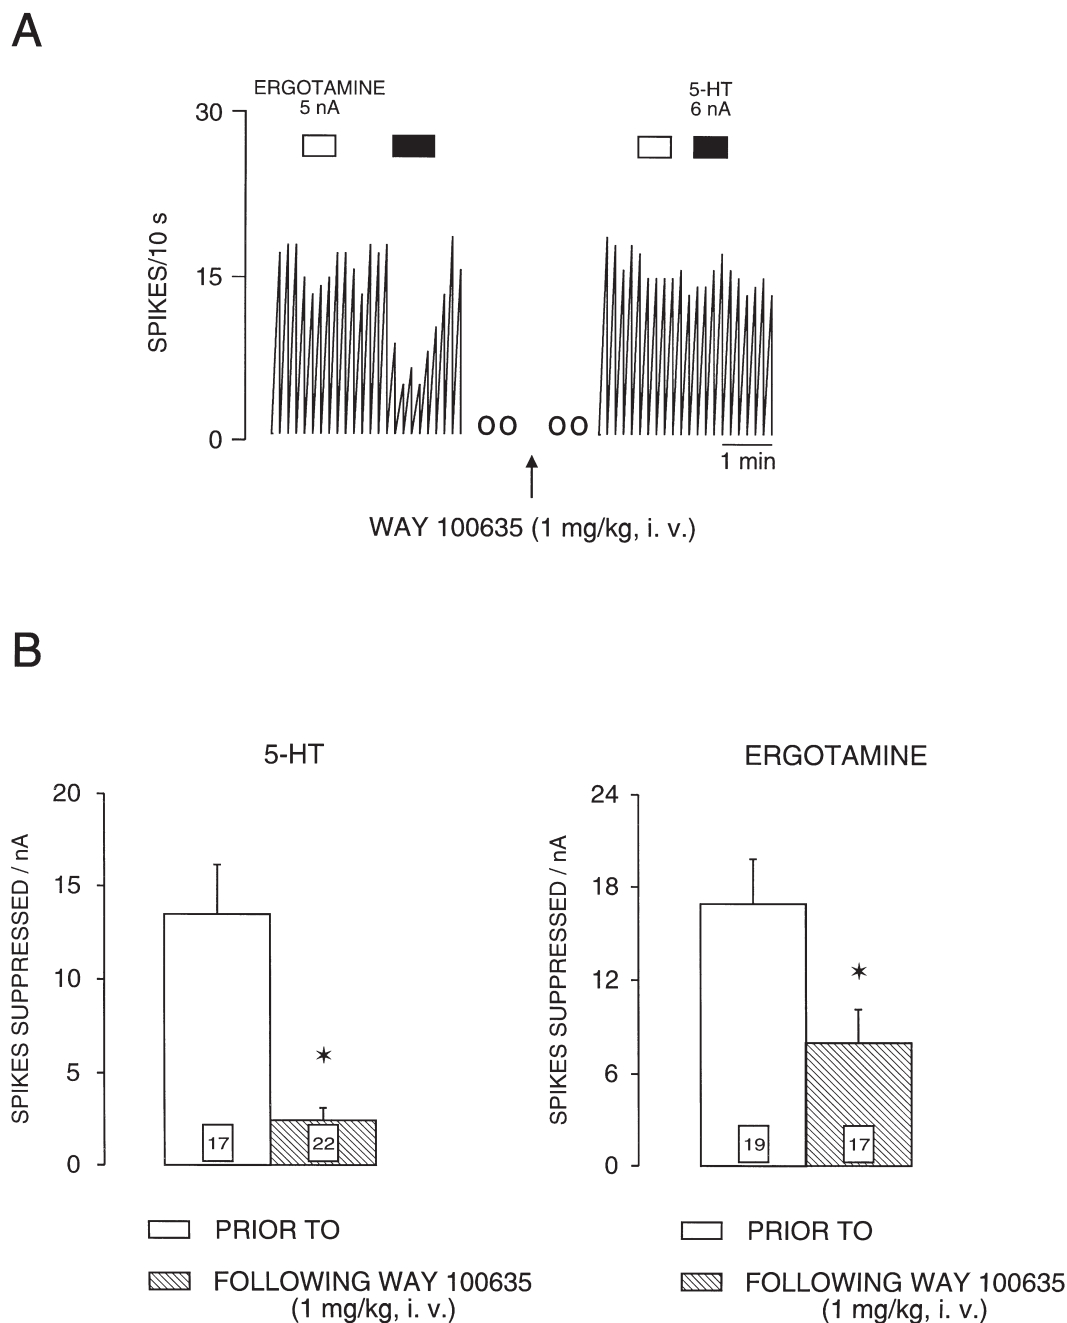 A
ERGOTAMINE
5 nA
5-HT
6 nA
30
15
0
SPIKES/10 s
OO OO
1 min
WAY 100635 (1 mg/kg, i. v.)
B
5-HT
20
15
10
5
0
SPIKES SUPPRESSED / nA
17
22
PRIOR TO
FOLLOWING WAY 100635
(1 mg/kg, i. v.)
ERGOTAMINE
24
18
12
6
0
SPIKES SUPPRESSED / nA
19
17
PRIOR TO
FOLLOWING WAY 100635
(1 mg/kg, i. v.)